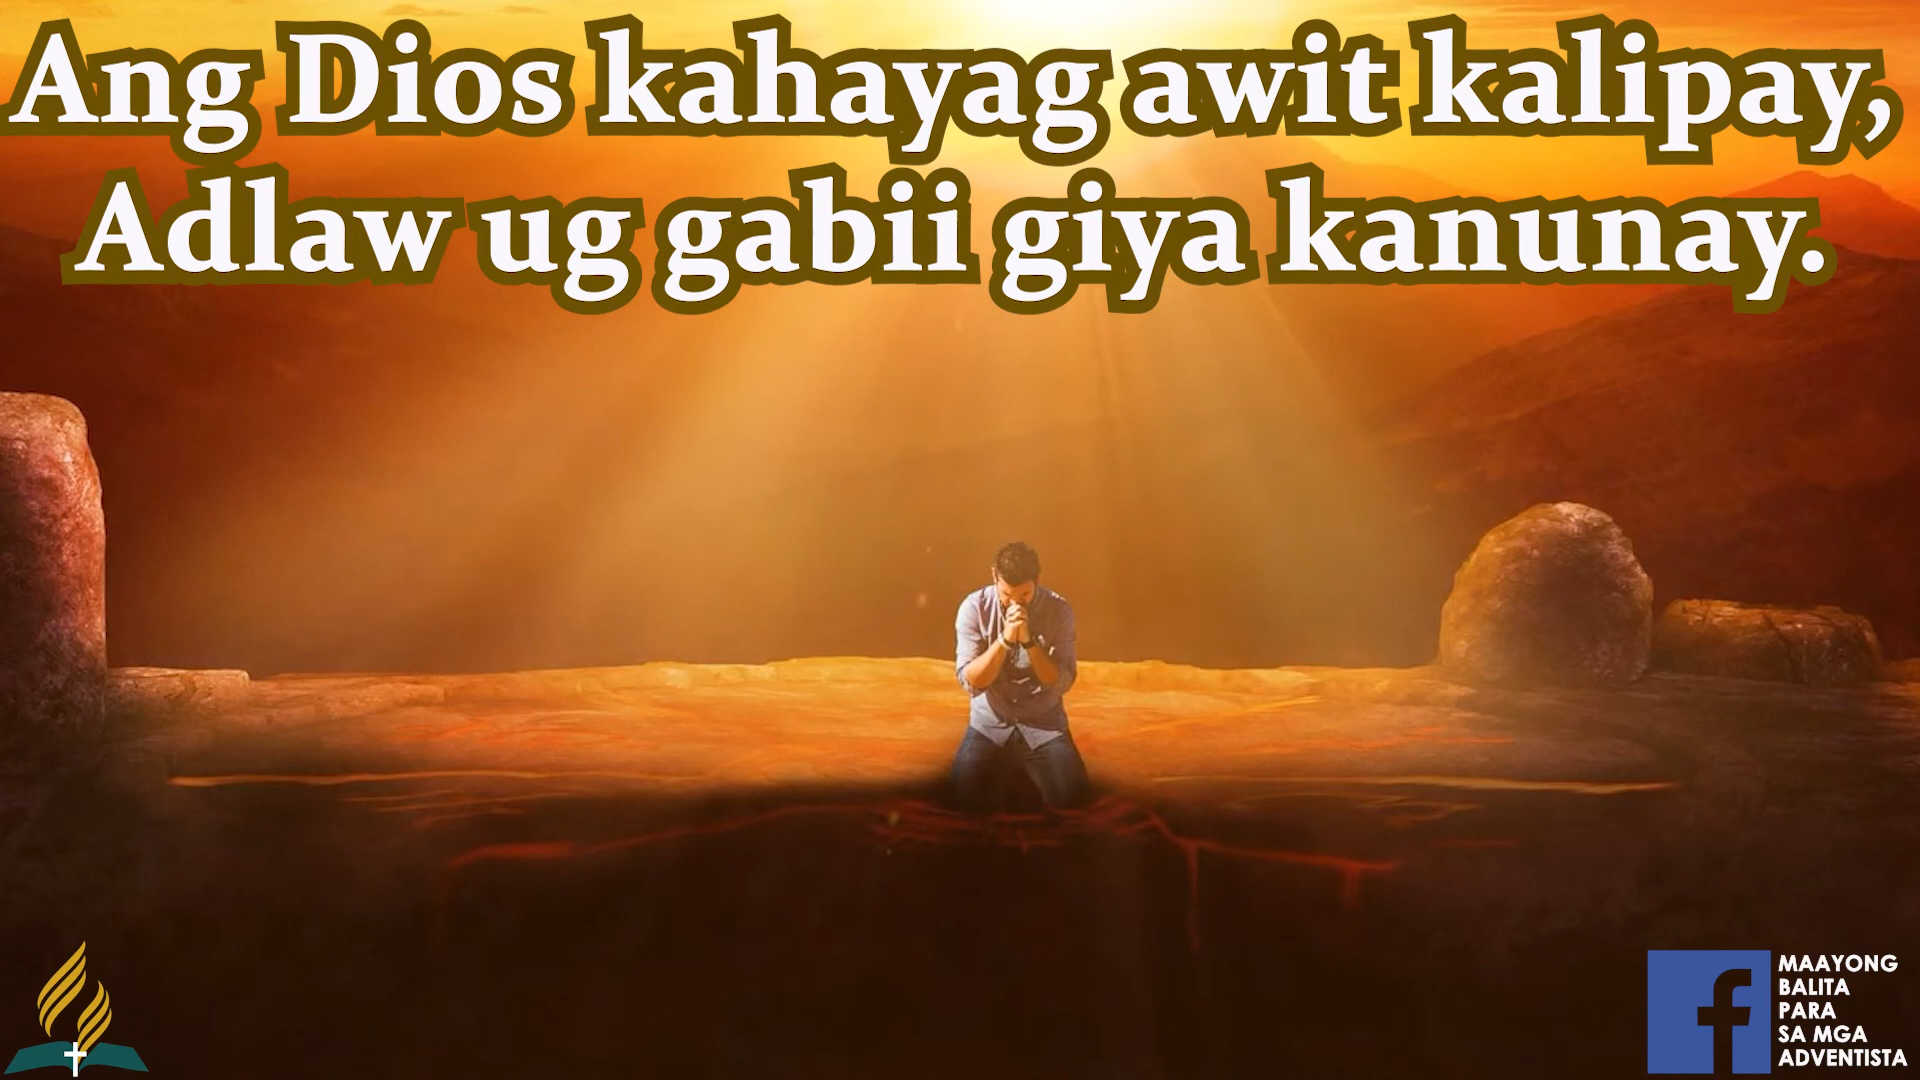 Ang Dios kahayag awit kalipay,
Adlaw ug gabii giya kanunay.
MAAYONG
BALITA
PARA
SA MGA
ADVENTISTA